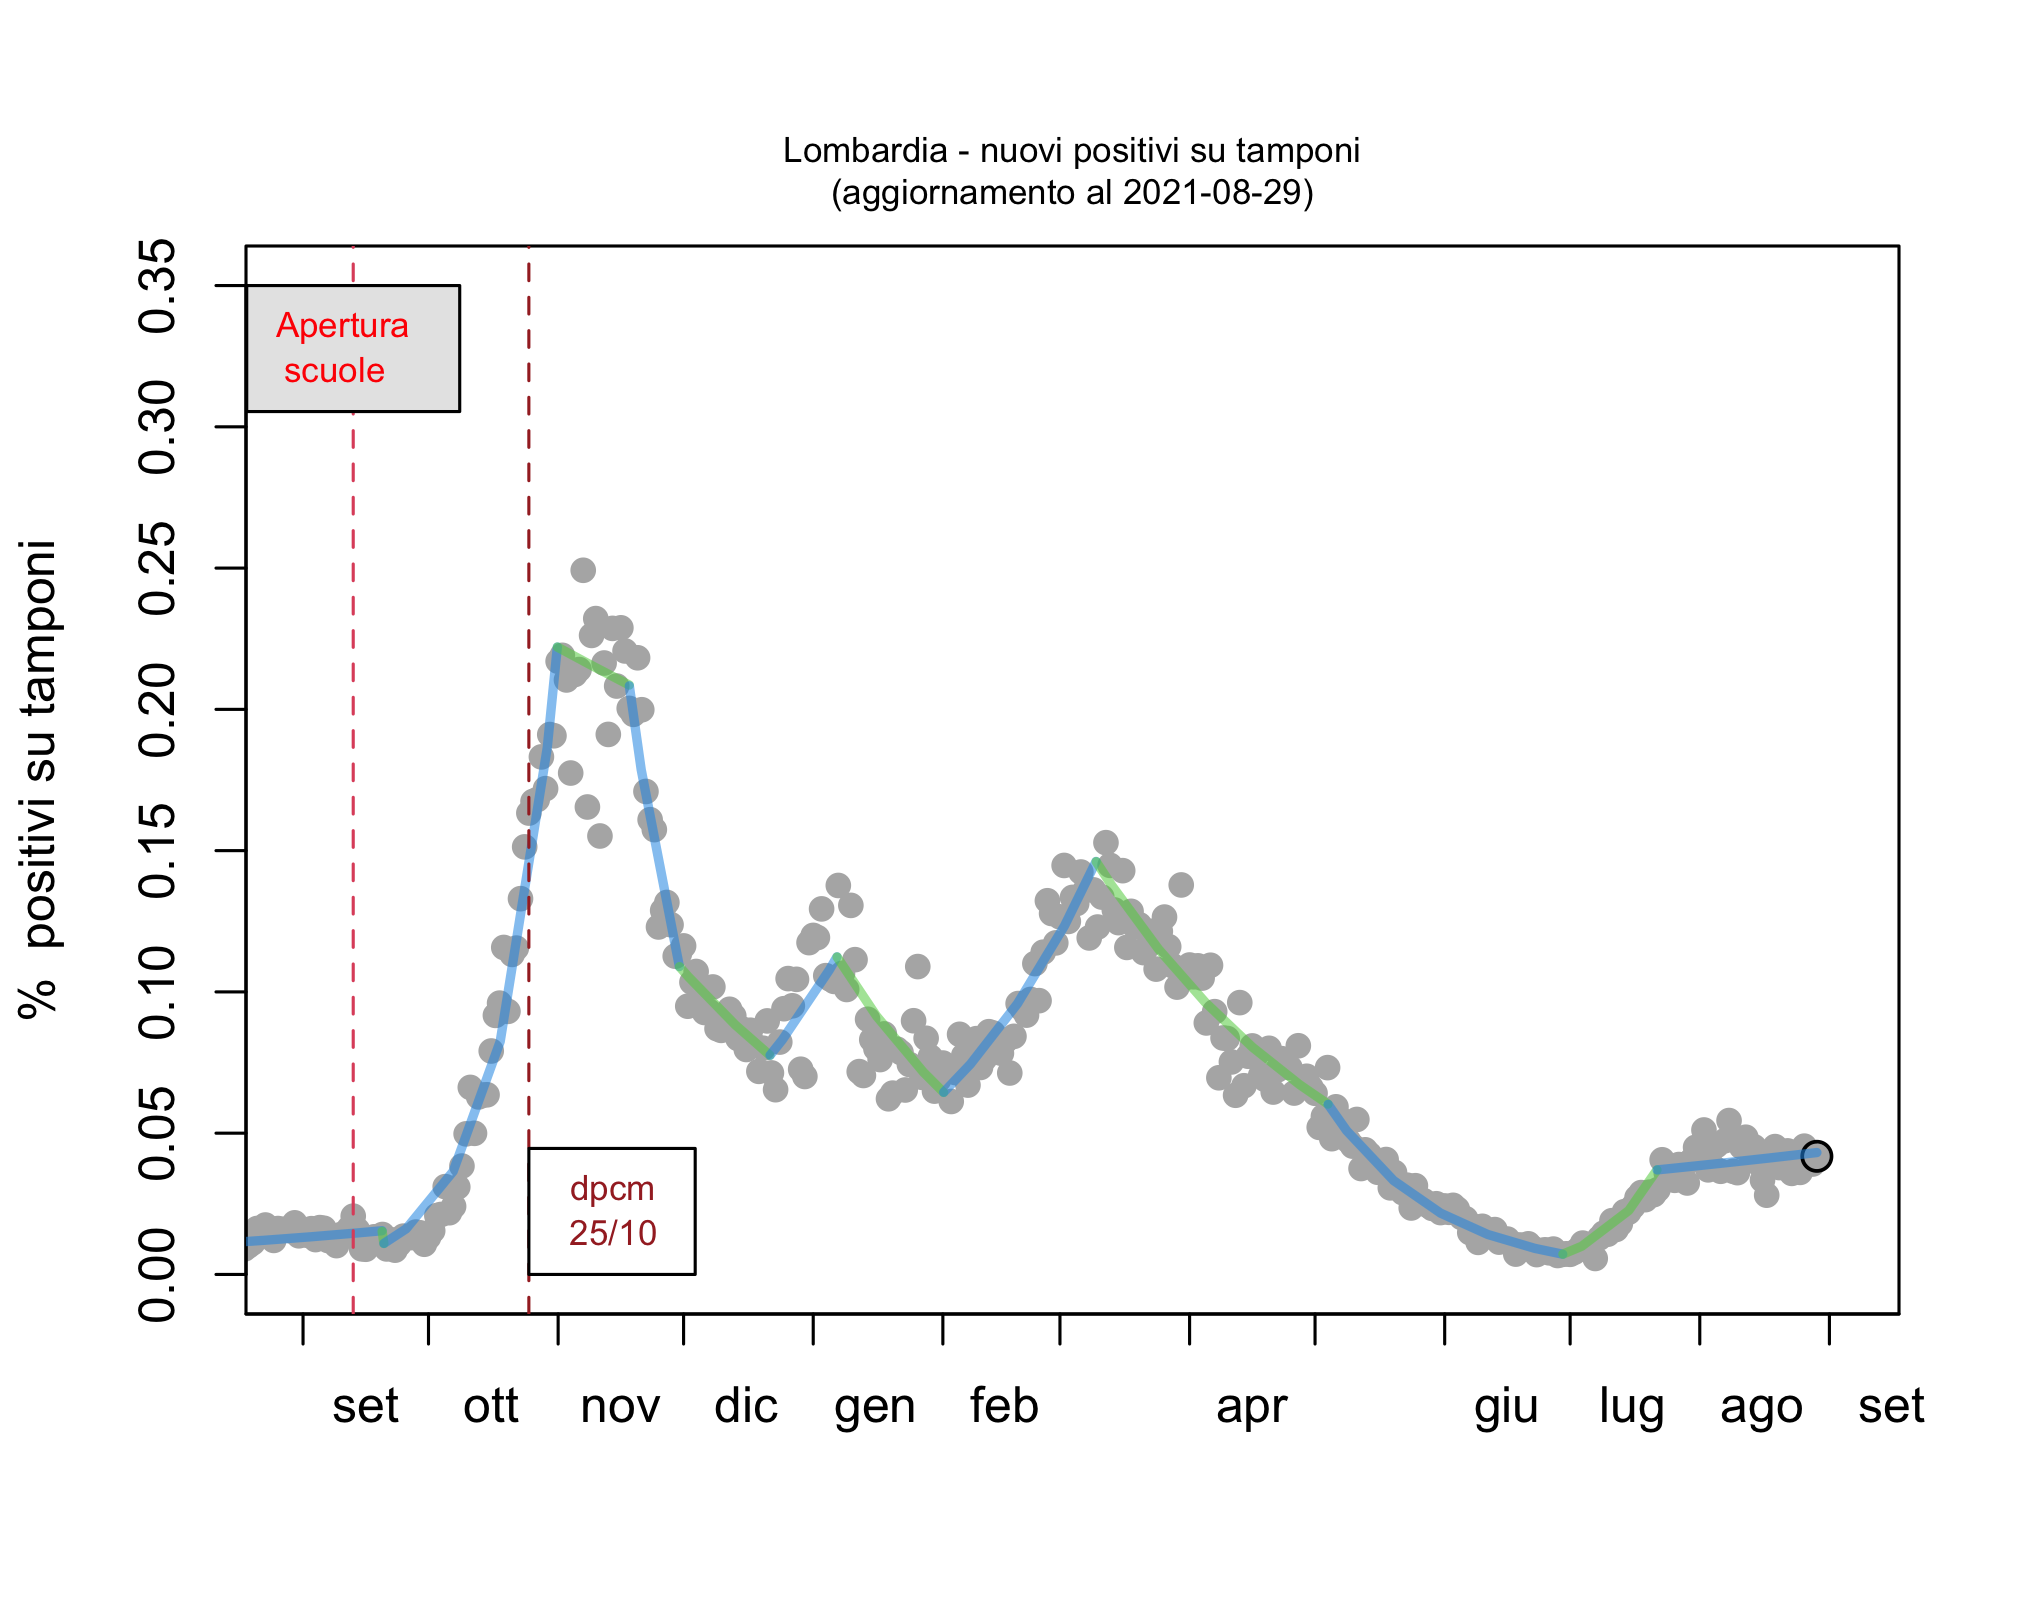 Lombardia - nuovi positivi su tamponi
(aggiornamento al 2021-08-29)
% positivi su tamponi
0.35
0.30
0.25
0.20
0.15
0.10
0.05
0.00
Apertura
scuole
dpcm
25/10
set ott nov dic gen feb apr giu lug ago set